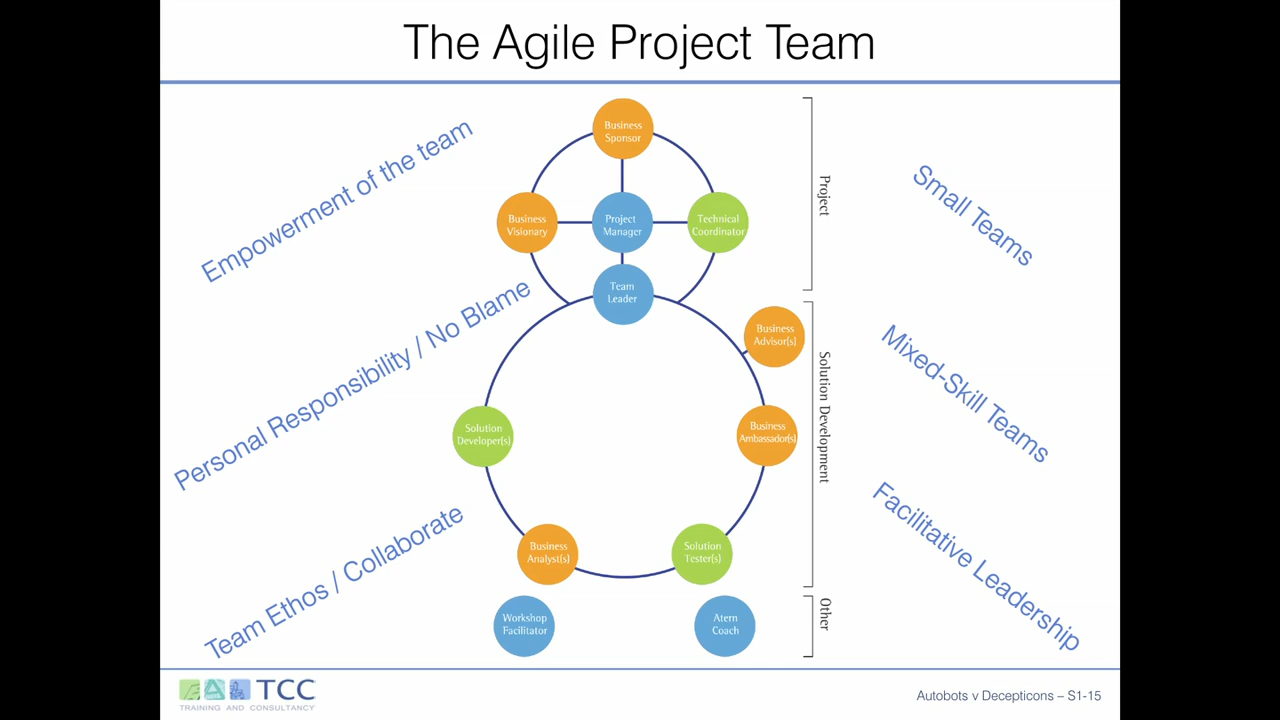 The Agile Project Team
Empowerment of the team
Personal Responsibility / No Blame
Team Ethos / Collaborate
Business
Sponsor
Business
Visionary
Project
Manager
Technical
Coordinator
Team
Leader
Business
Advisor(s)
Solution
Developer(s)
Business
Ambassador(s)
Business
Analyst(s)
Solution
Tester(s)
Workshop
Facilitator
Atern
Coach
Project
Solution Development
Other
Small Teams
Mixed-Skill Teams
Facilitative Leadership
TCC
TRAINING AND CONSULTANCY
Autobots v Decepticons – S1-15